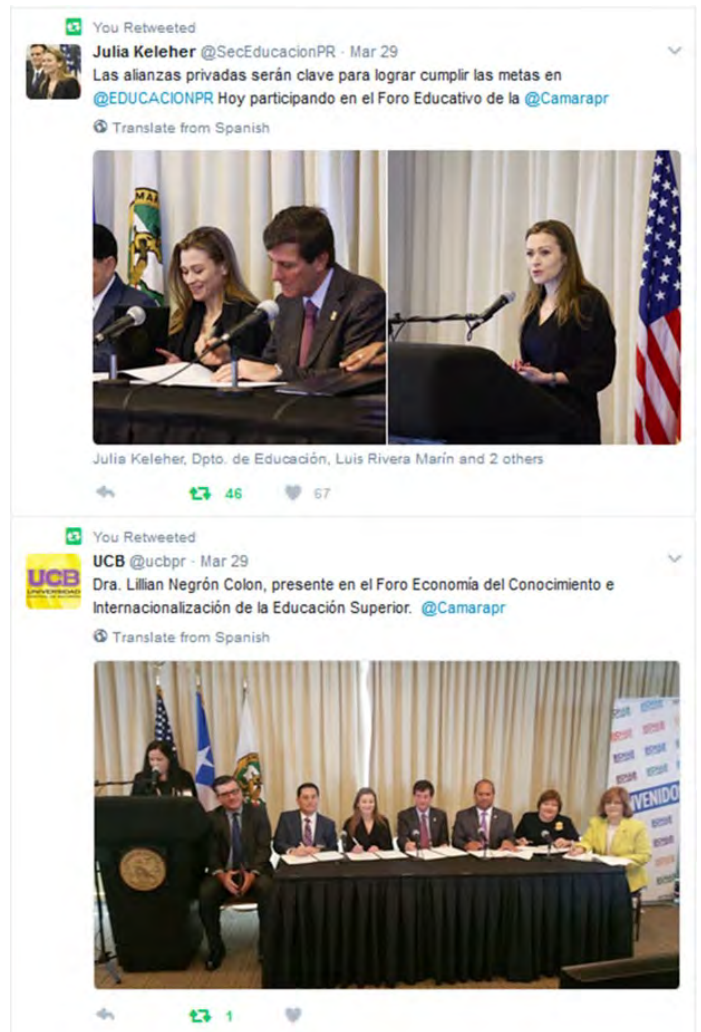 You Retweeted
Julia Keleher @SecEducacionPR · Mar 29
Las alianzas privadas serán clave para lograr cumplir las metas en
@EDUCACIONPR Hoy participando en el Foro Educativo de la @Camarapr
Translate from Spanish
Julia Keleher, Dpto. de Educación, Luis Rivera Marín and 2 others
46 67
You Retweeted
UCB @ucbpr · Mar 29
UCB
UNIVERSIDAD
Dra. Lillian Negrón Colon, presente en el Foro Economía del Conocimiento e
Internacionalización de la Educación Superior. @Camarapr
Translate from Spanish
NVENIDO
1